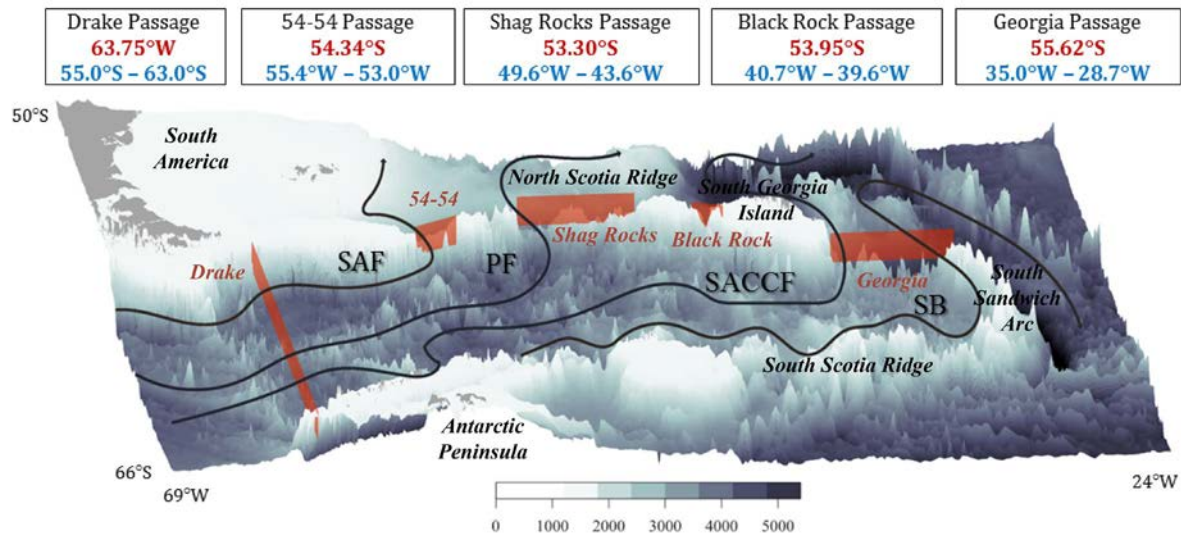 Drake Passage
63.75°W
55.0°S – 63.0°S
54-54 Passage
54.34°S
55.4°W – 53.0°W
Shag Rocks Passage
53.30°S
49.6°W – 43.6°W
Black Rock Passage
53.95°S
40.7°W – 39.6°W
Georgia Passage
55.62°S
35.0°W – 28.7°W
50°S
South
America
54-54
North Scotia Ridge
South Georgia
Island
Shag Rocks
Black Rock
Drake
SAF
PF
SACCF
Georgia
SB
South
Sandwich
Arc
South Scotia Ridge
Antarctic
Peninsula
66°S
69°W
24°W
0 1000 2000 3000 4000 5000